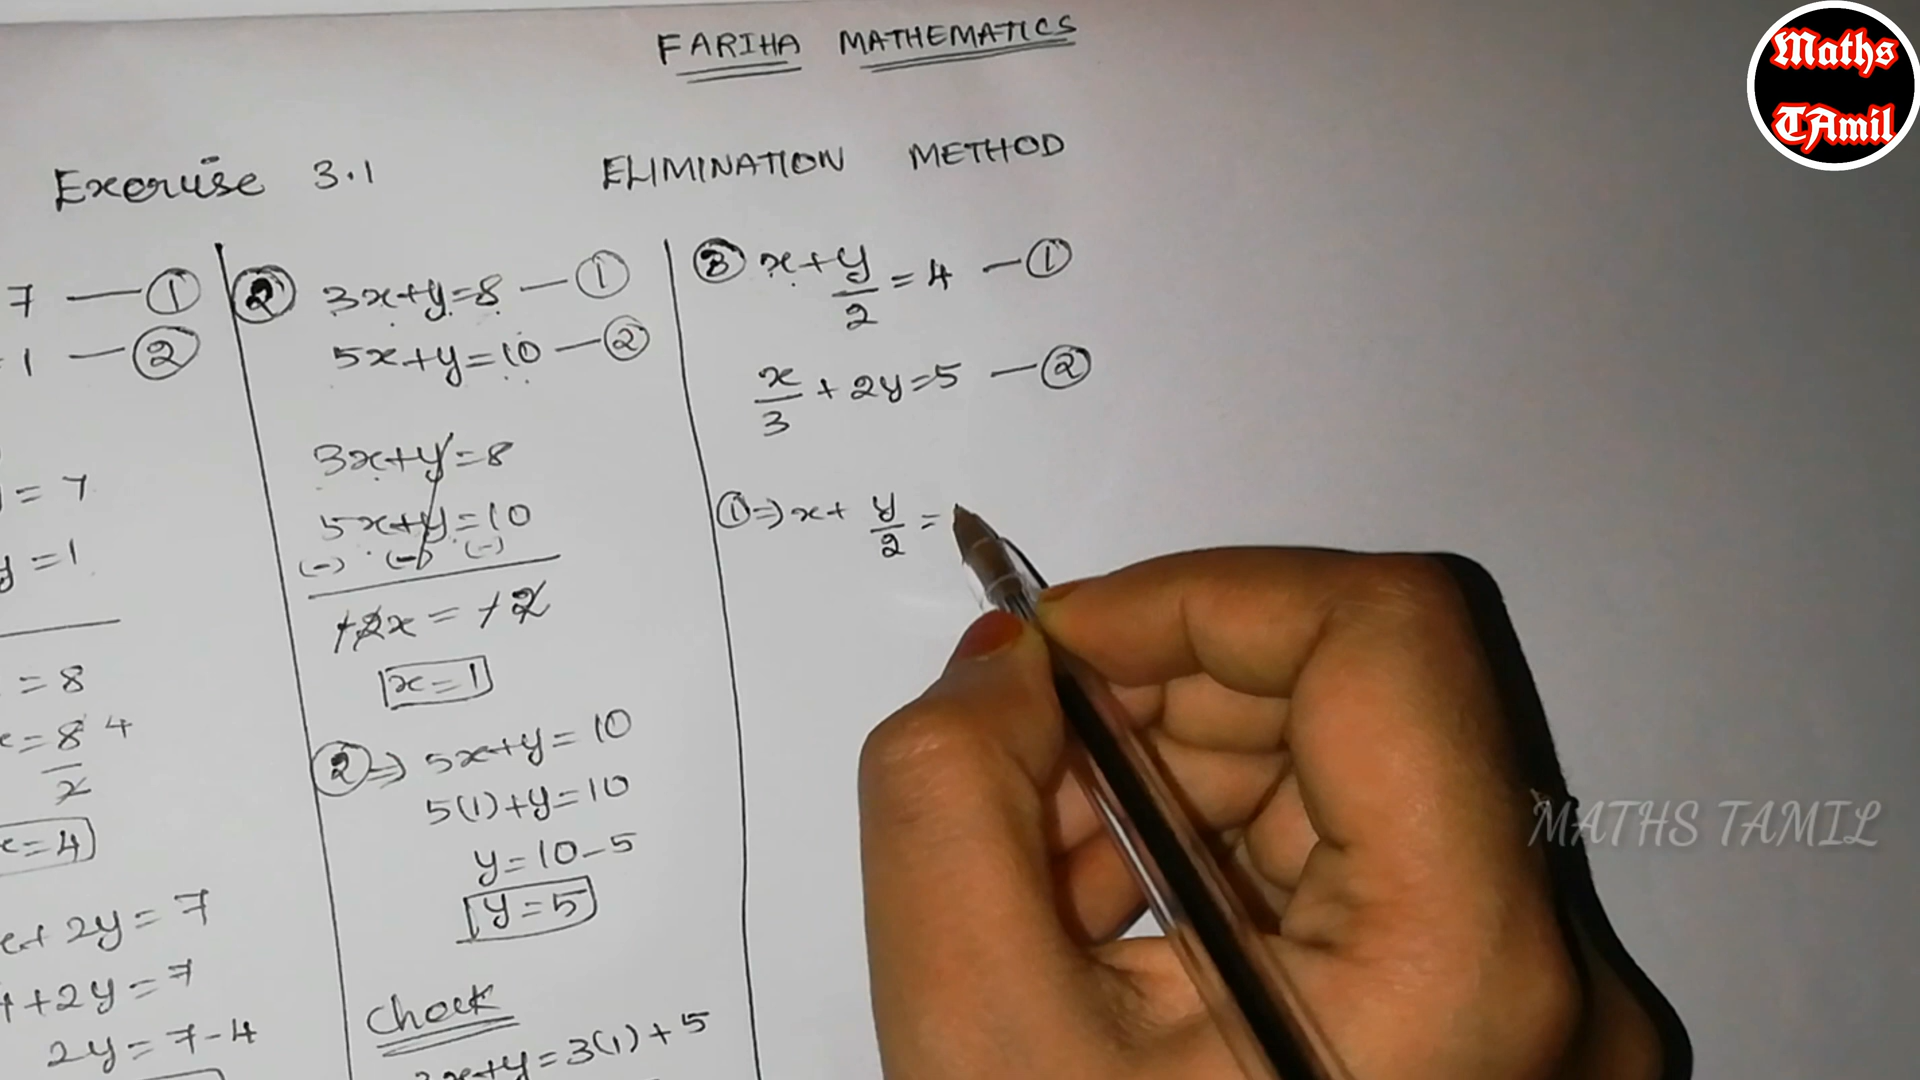 FARIHA MATHEMATICS
Maths
TAmil
Exercise 3.1 ELIMINATION METHOD
7 — ①
1 — ②
= 7
y = 1
= 8
x = 8 4
2
x = 4
x + 2y = 7
4 + 2y = 7
2y = 7 - 4
② 3x+y=8 — ①
5x+y=10 — ②
3x+y=8
5x+y=10
(-) (-) (-)
+2x = +2
x = 1
② ⇒ 5x+y = 10
5(1)+y=10
y = 10-5
y = 5
Check
3x+y = 3(1) + 5
③ x + y/2 = 4 — ①
x/3 + 2y = 5 — ②
① ⇒ x + y/2 =
MATHS TAMIL